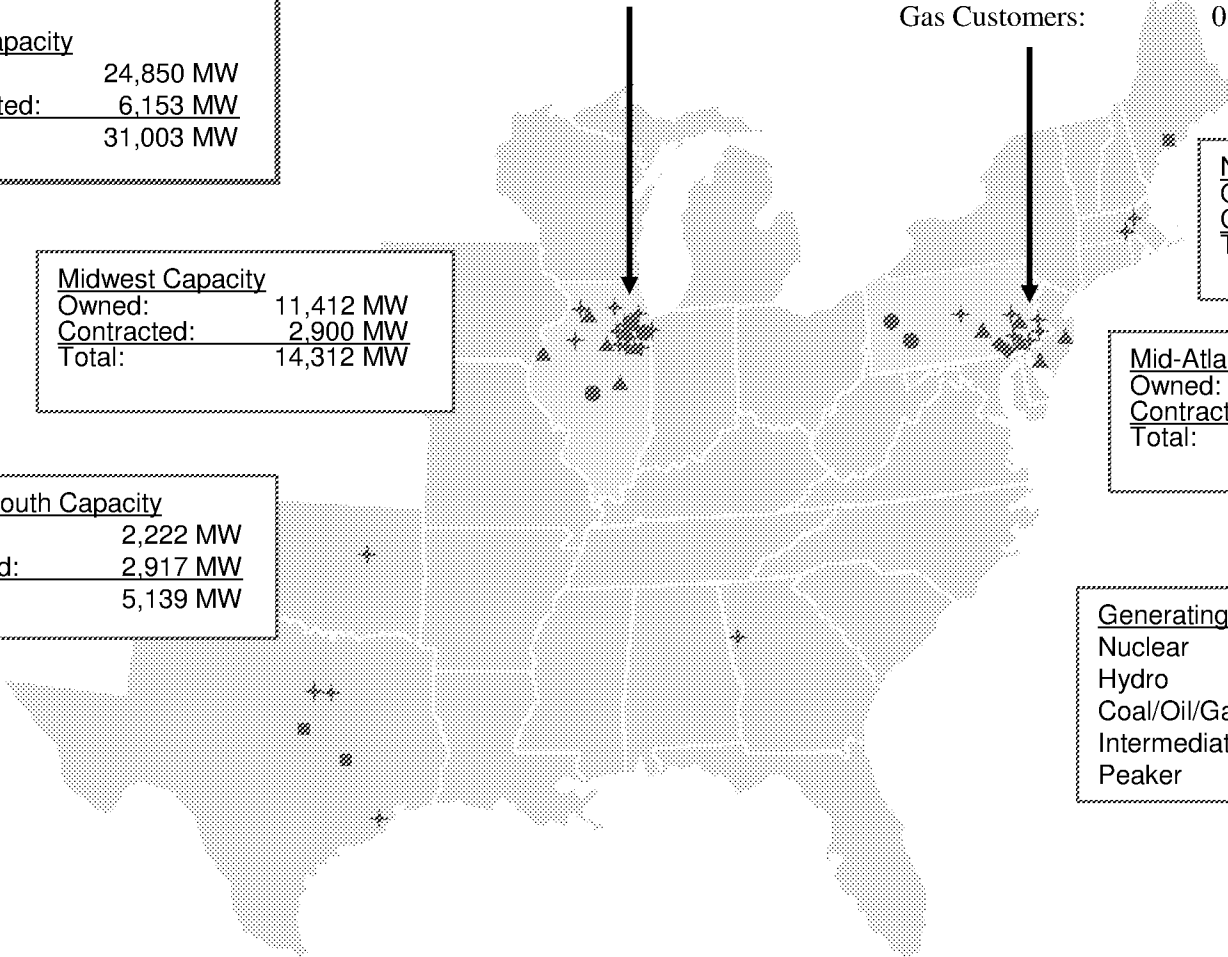 Gas Customers: 0
apacity
24,850 MW
ted: 6,153 MW
31,003 MW
Midwest Capacity
Owned: 11,412 MW
Contracted: 2,900 MW
Total: 14,312 MW
outh Capacity
2,222 MW
d: 2,917 MW
5,139 MW
Mid-Atla
Owned:
Contract
Total:
Generating
Nuclear
Hydro
Coal/Oil/Ga
Intermediat
Peaker